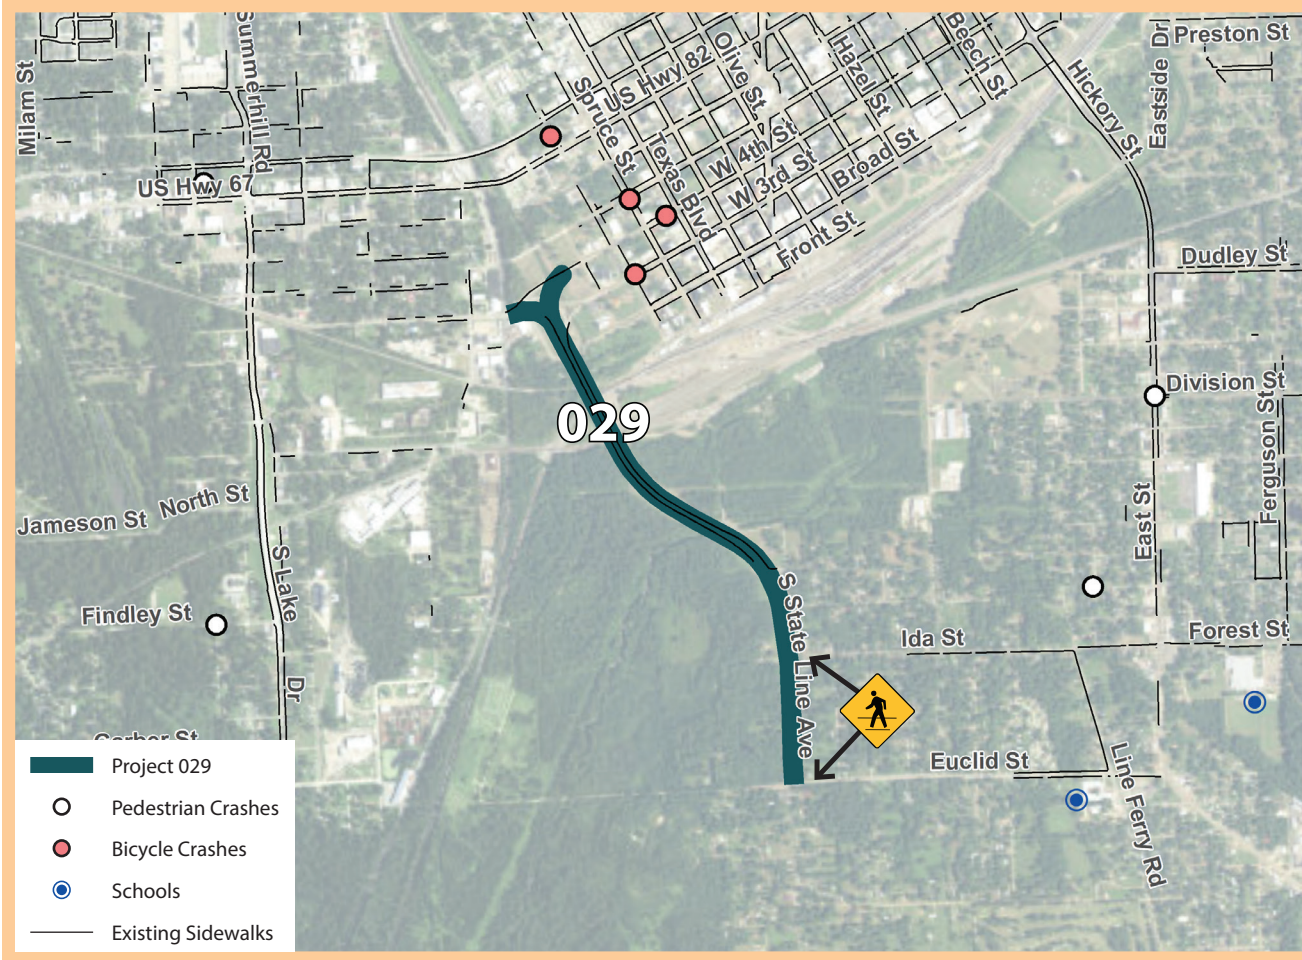 Milam St
Summerhill Rd
US Hwy 67
Spruce St
US Hwy 82
Olive St
Texas Blvd
W 4th St
W 3rd St
Hazel St
Broad St
Front St
Beech St
Hickory St
Eastside Dr
Preston St
Dudley St
Division St
Ferguson St
East St
029
Jameson St
North St
S Lake
Dr
Findley St
Garber St
S State Line Ave
Ida St
Forest St
Euclid St
Line Ferry Rd
Project 029
Pedestrian Crashes
Bicycle Crashes
Schools
Existing Sidewalks